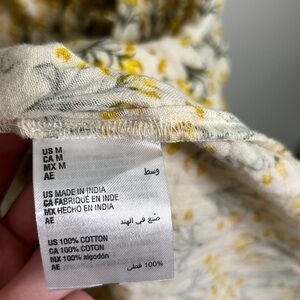 US M
CA M
MX M
AE وسط
US MADE IN INDIA
CA FABRIQUÉ EN INDE
MX HECHO EN INDIA
AE صنع في الهند
US 100% COTTON
CA 100% COTON
MX 100% algodón
AE 100% قطن